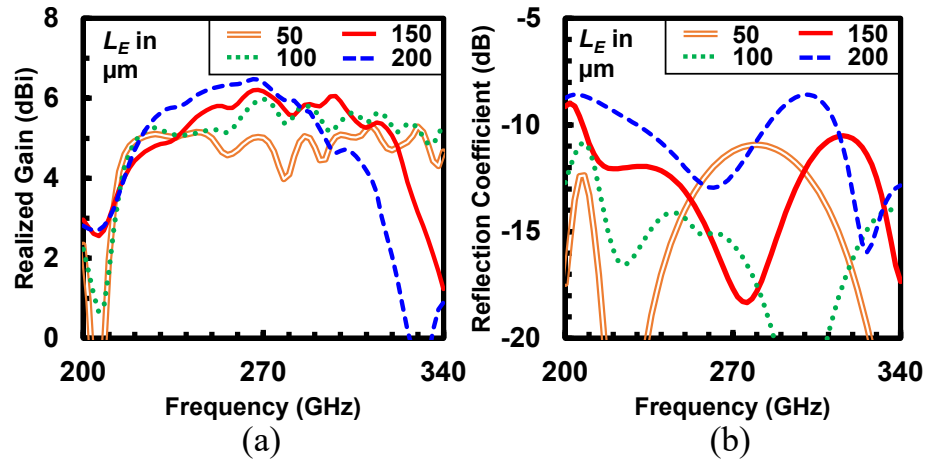 Realized Gain (dBi)
8
6
4
2
0
L_E in
µm
50
150
100
200
200
270
340
Frequency (GHz)
(a)
Reflection Coefficient (dB)
-5
-10
-15
-20
L_E in
µm
50
150
100
200
200
270
340
Frequency (GHz)
(b)